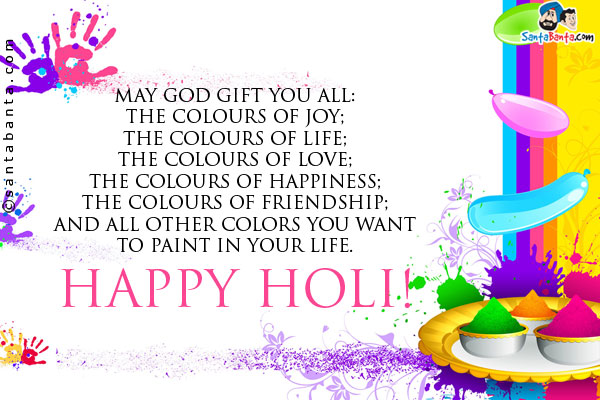 SantaBanta.com
©santabanta.com
MAY GOD GIFT YOU ALL:
THE COLOURS OF JOY;
THE COLOURS OF LIFE;
THE COLOURS OF LOVE;
THE COLOURS OF HAPPINESS;
THE COLOURS OF FRIENDSHIP;
AND ALL OTHER COLORS YOU WANT
TO PAINT IN YOUR LIFE.
HAPPY HOLI!